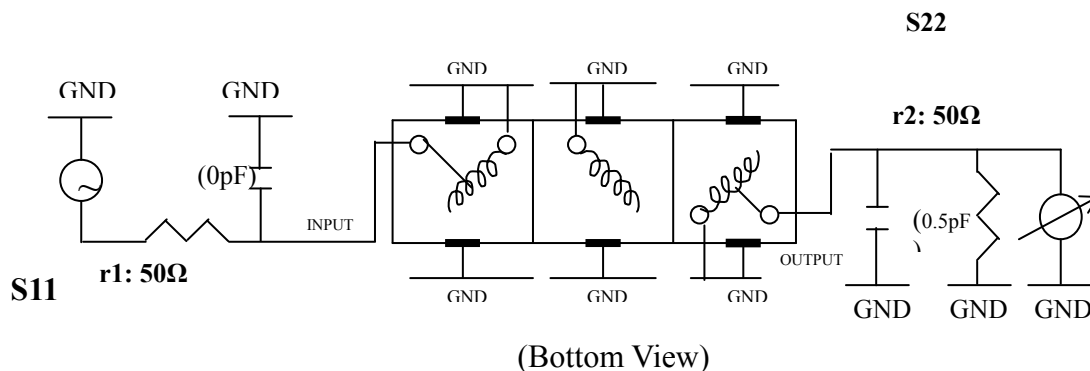 S22
GND
GND
GND
GND
GND
r2: 50Ω
(0pF)
(0.5pF
)
INPUT
OUTPUT
r1: 50Ω
S11
GND
GND
GND
GND
GND
GND
(Bottom View)